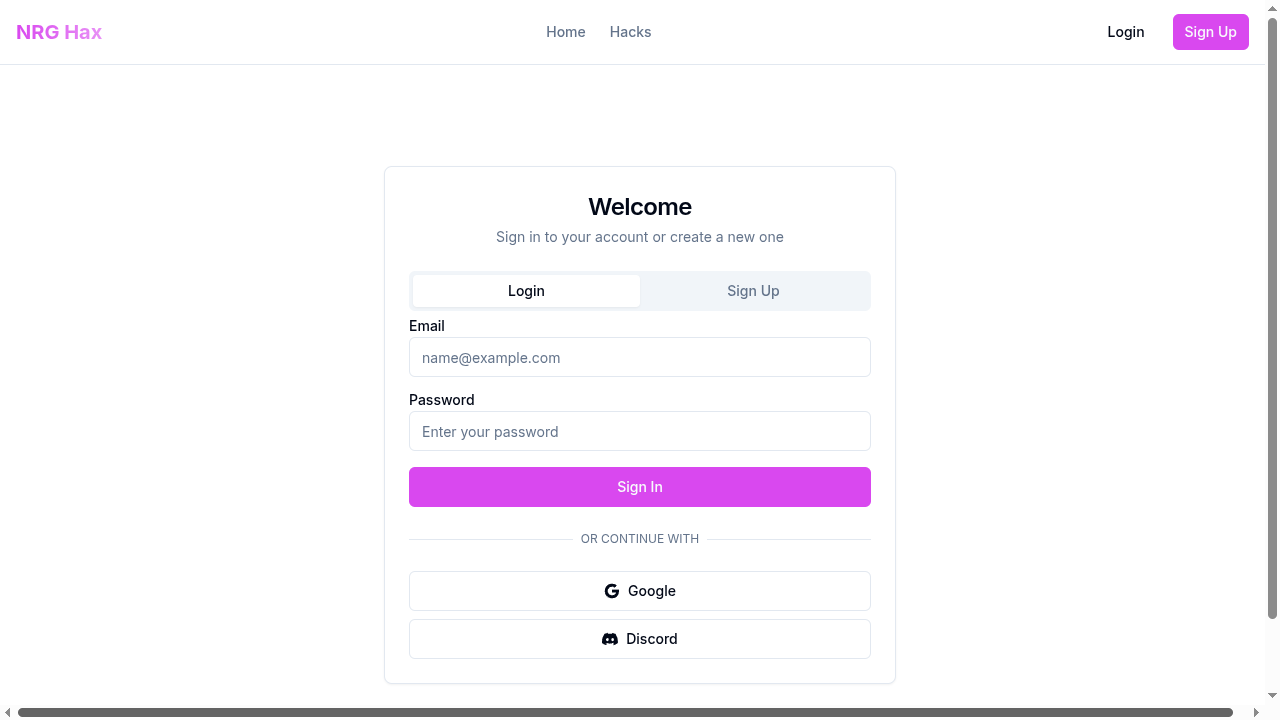 NRG Hax
Home
Hacks
Login
Sign Up
Welcome
Sign in to your account or create a new one
Login
Sign Up
Email
name@example.com
Password
Enter your password
Sign In
OR CONTINUE WITH
Google
Discord